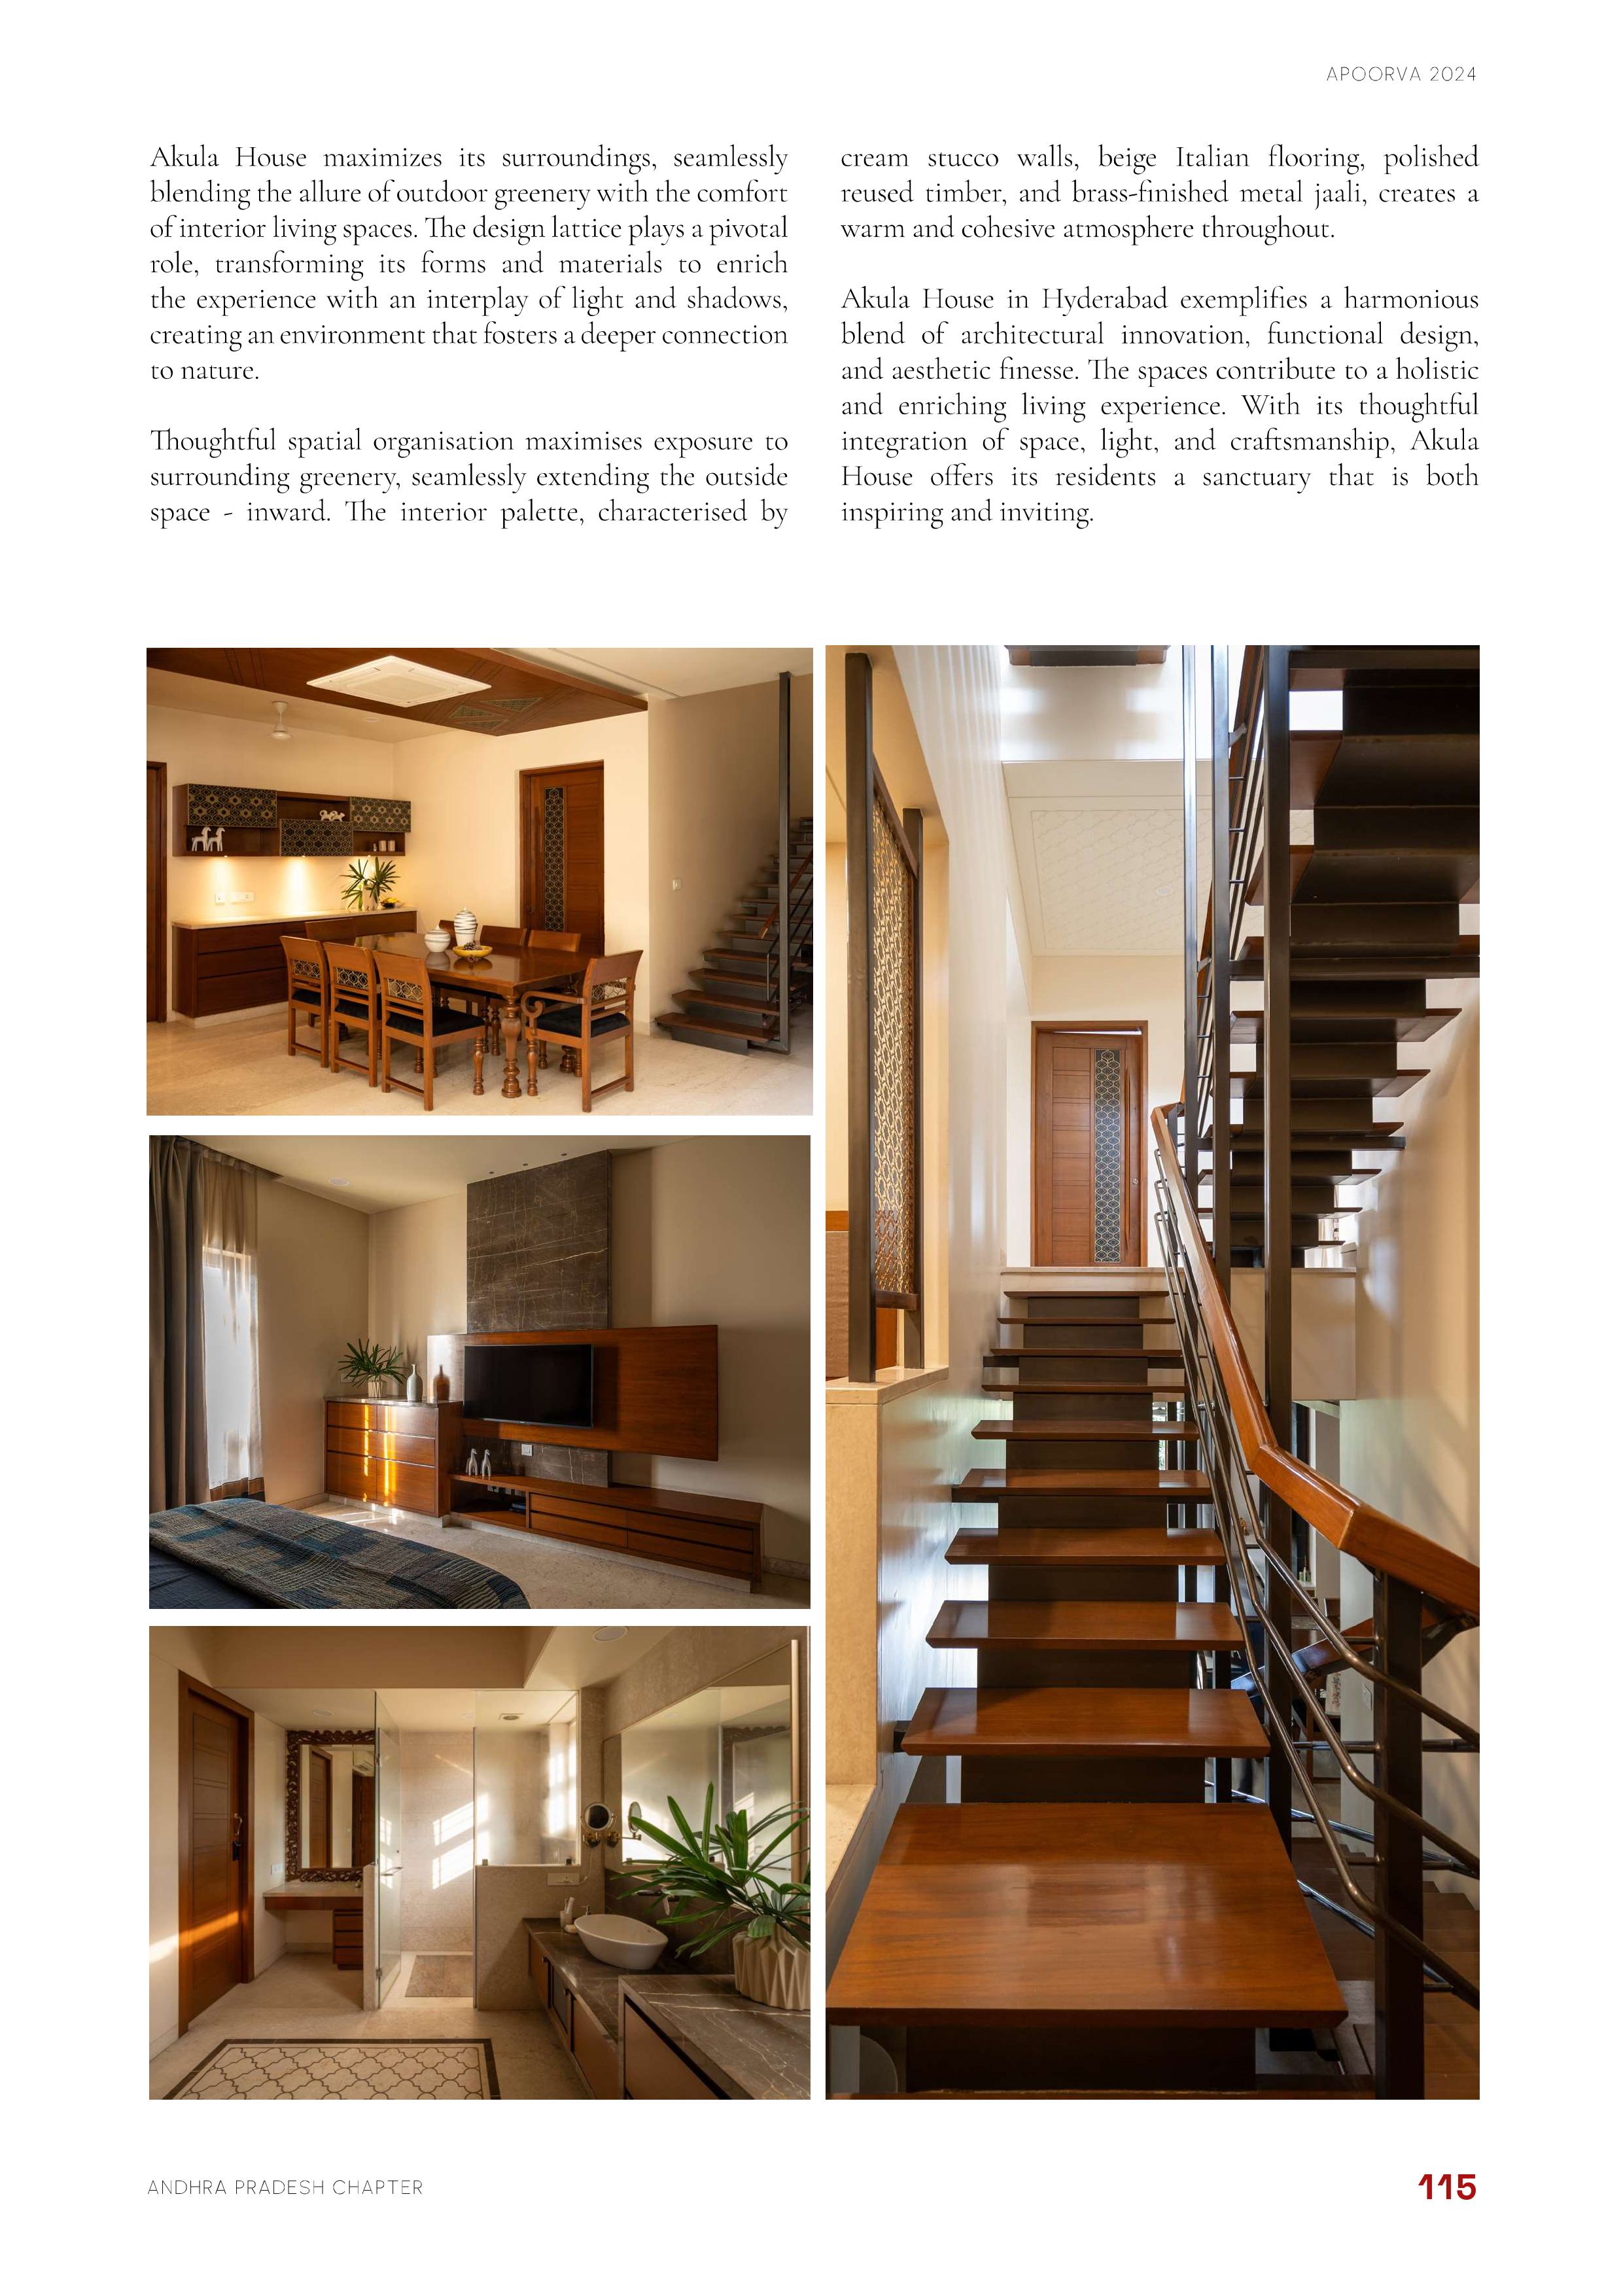 APOORVA 2024
Akula House maximizes its surroundings, seamlessly
blending the allure of outdoor greenery with the comfort
of interior living spaces. The design lattice plays a pivotal
role, transforming its forms and materials to enrich
the experience with an interplay of light and shadows,
creating an environment that fosters a deeper connection
to nature.
Thoughtful spatial organisation maximises exposure to
surrounding greenery, seamlessly extending the outside
space - inward. The interior palette, characterised by
cream stucco walls, beige Italian flooring, polished
reused timber, and brass-finished metal jaali, creates a
warm and cohesive atmosphere throughout.
Akula House in Hyderabad exemplifies a harmonious
blend of architectural innovation, functional design,
and aesthetic finesse. The spaces contribute to a holistic
and enriching living experience. With its thoughtful
integration of space, light, and craftsmanship, Akula
House offers its residents a sanctuary that is both
inspiring and inviting.
ANDHRA PRADESH CHAPTER
115